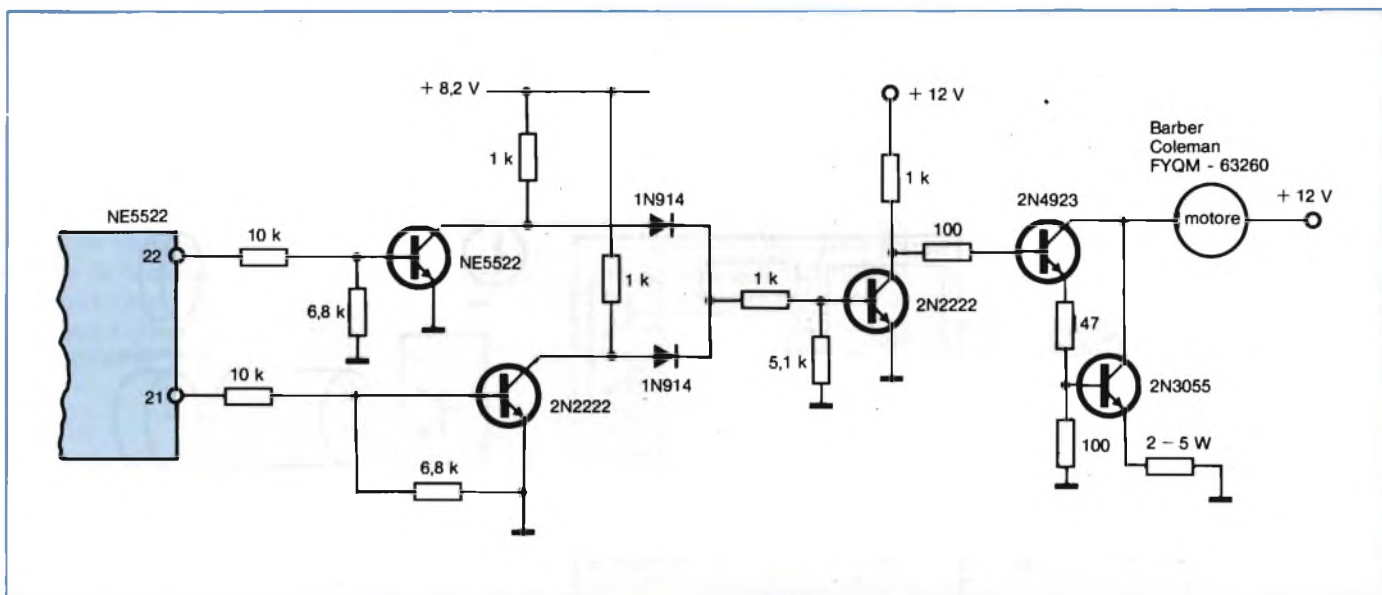 + 8,2 V
+ 12 V
Barber
Coleman
FYQM - 63260
1 k
1N914
1 k
2N4923
+ 12 V
NE5522
motore
10 k
100
22
NE5522
1 k
1 k
6,8 k
2N2222
47
5,1 k
10 k
1N914
2N3055
21
2N2222
100
2 – 5 W
6,8 k